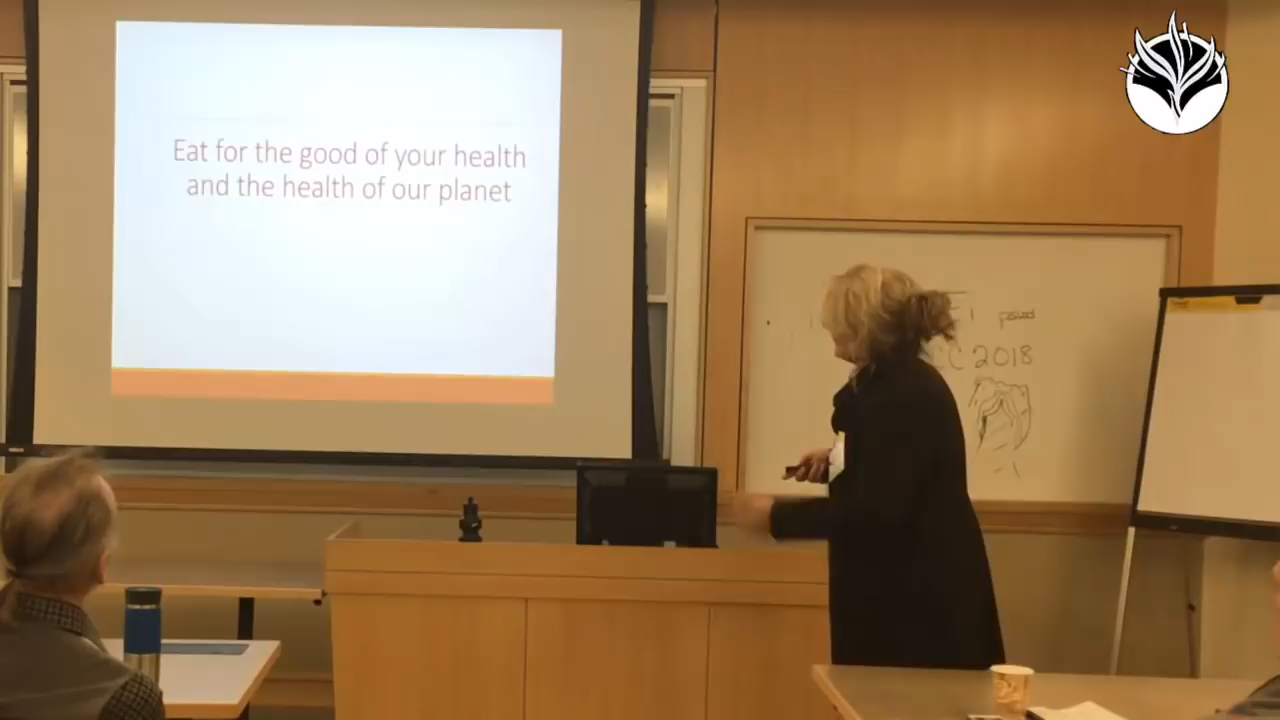 Eat for the good of your health
and the health of our planet
2018